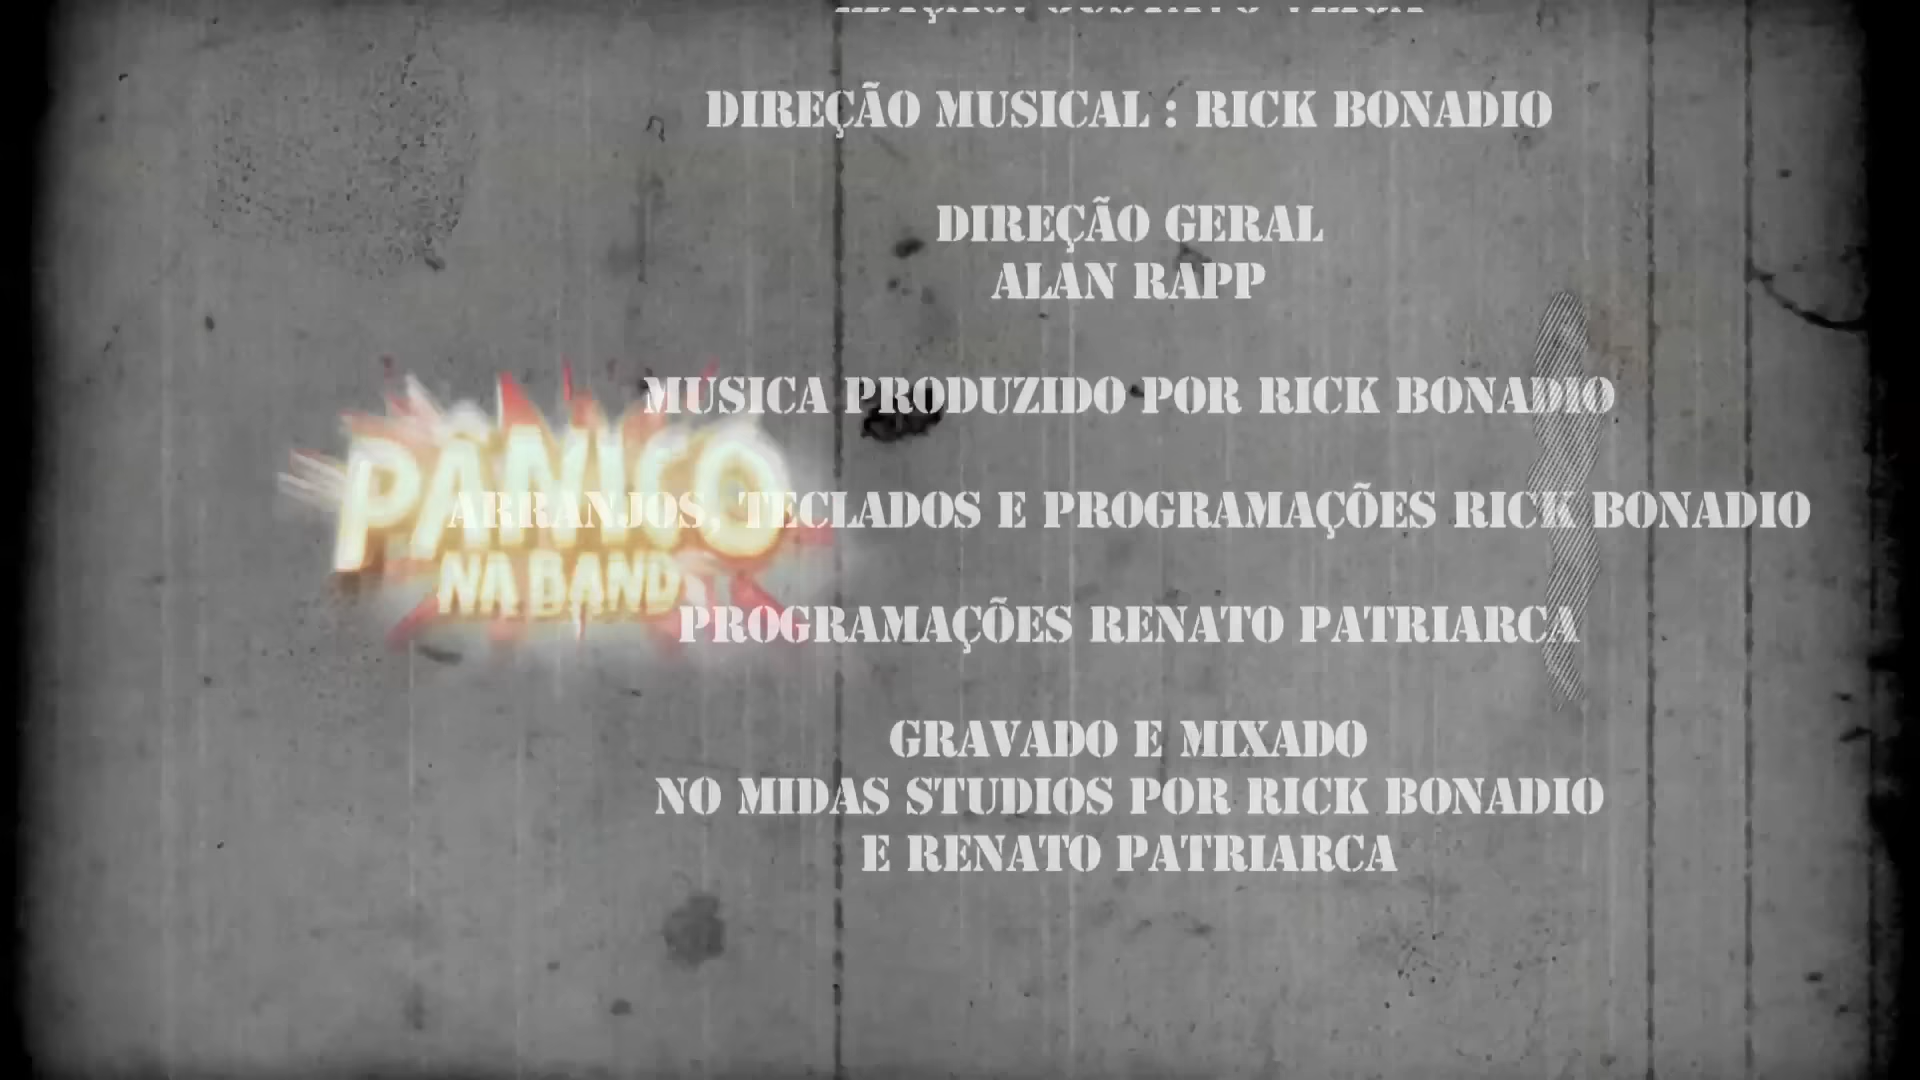 DIREÇÃO MUSICAL : RICK BONADIO
DIREÇÃO GERAL
ALAN RAPP
MUSICA PRODUZIDO POR RICK BONADIO
PÂNICO
NA BAND
ARRANJOS, TECLADOS E PROGRAMAÇÕES RICK BONADIO
PROGRAMAÇÕES RENATO PATRIARCA
GRAVADO E MIXADO
NO MIDAS STUDIOS POR RICK BONADIO
E RENATO PATRIARCA